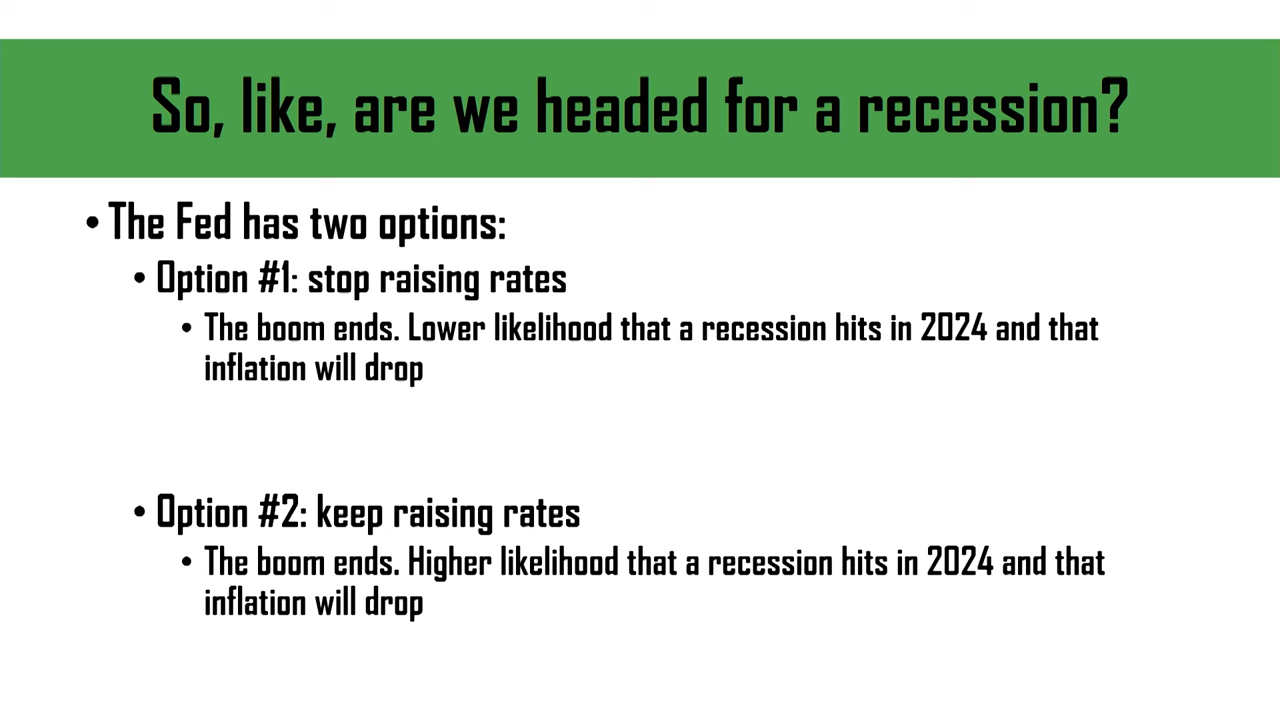 So, like, are we headed for a recession?
• The Fed has two options:
• Option #1: stop raising rates
• The boom ends. Lower likelihood that a recession hits in 2024 and that
inflation will drop
• Option #2: keep raising rates
• The boom ends. Higher likelihood that a recession hits in 2024 and that
inflation will drop